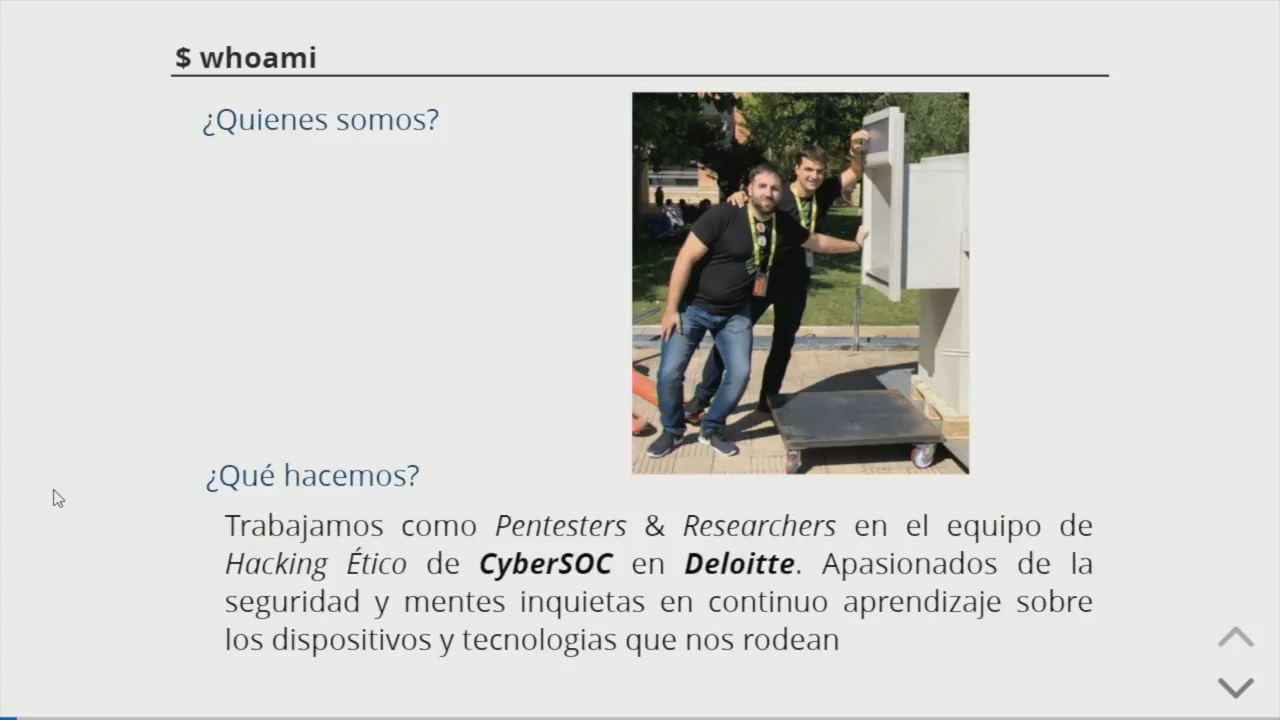 $ whoami
¿Quienes somos?
¿Qué hacemos?
Trabajamos como Pentesters & Researchers en el equipo de
Hacking Ético de CyberSOC en Deloitte. Apasionados de la
seguridad y mentes inquietas en continuo aprendizaje sobre
los dispositivos y tecnologias que nos rodean